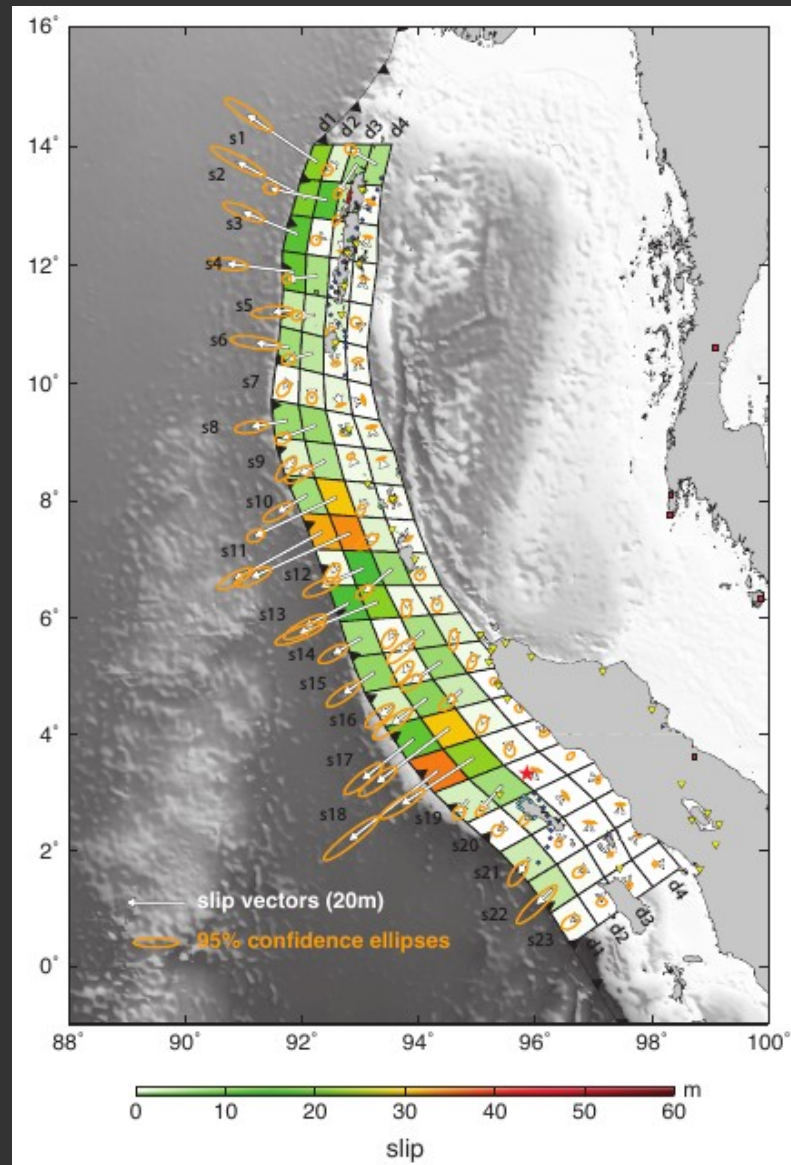 16°
14°
12°
10°
8°
6°
4°
2°
0°
88°
90°
92°
94°
96°
98°
100°
d1
d2
d3
d4
s1
s2
s3
s4
s5
s6
s7
s8
s9
s10
s11
s12
s13
s14
s15
s16
s17
s18
s19
s20
s21
s22
s23
d1
d2
d3
d4
slip vectors (20m)
95% confidence ellipses
0
10
20
30
40
50
60
m
slip